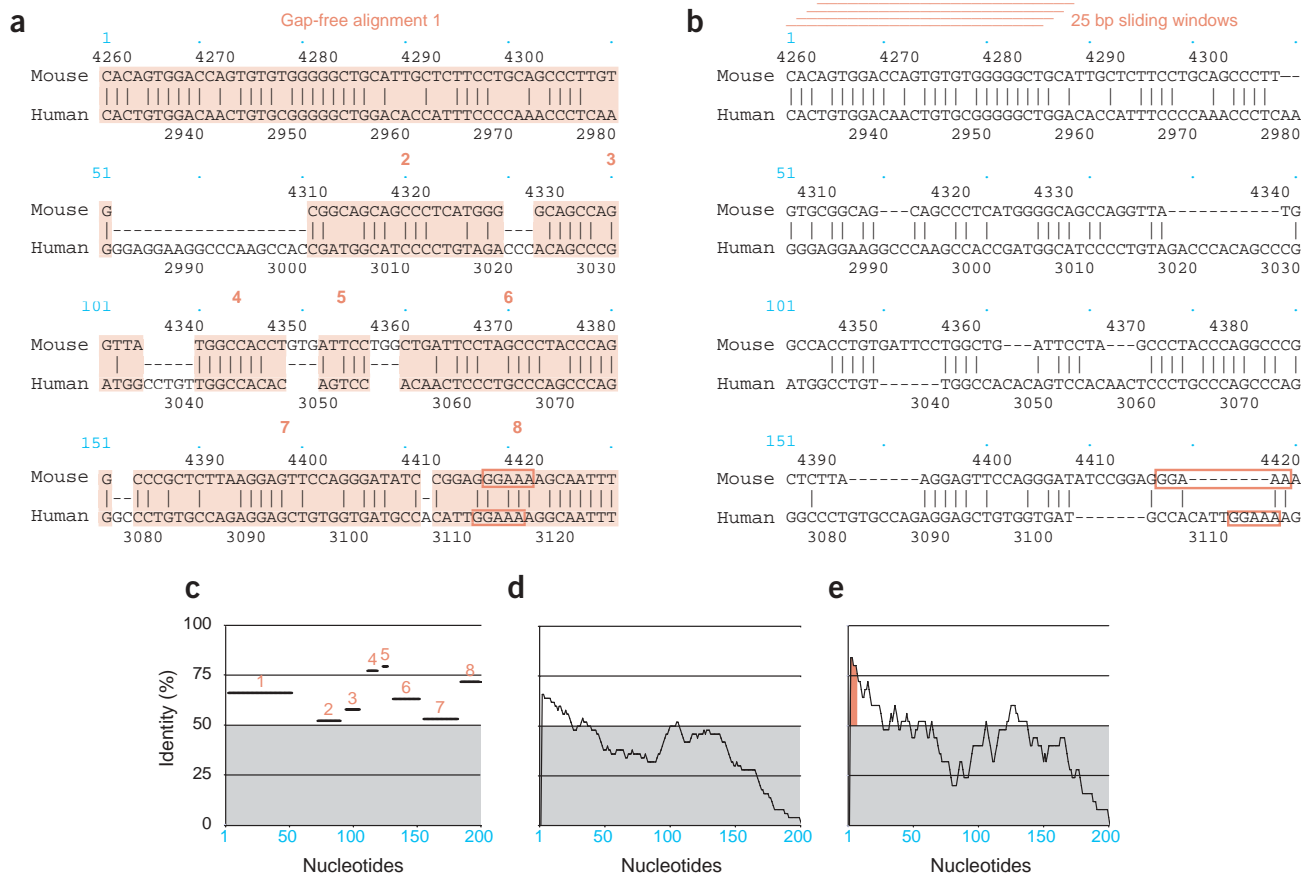 a
Gap-free alignment 1
1 . . . .
4260 4270 4280 4290 4300
Mouse CACAGTGGACCAGTGTGTGGGGGCTGCATTGCTCTTCCTGCAGCCCTTGT
Human CACTGTGGACAACTGTGCGGGGGCTGGACACCATTTCCCCAAACCCTCAA
2940 2950 2960 2970 2980
2 3
51 . . . . .
4310 4320 4330
Mouse G CGGCAGCAGCCCTCATGGG GCAGCCAG
-------------------
---
Human GGGAGGAAGGCCCAAGCCACCGATGGCATCCCCTGTAGACCCACAGCCCG
2990 3000 3010 3020 3030
4 5 6
101 . . . . .
4340 4350 4360 4370 4380
Mouse GTTA TGGCCACCTGTGATTCCTGGCTGATTCCTAGCCCTACCCAG
----- --- ---
Human ATGGCCTGTTGGCCACAC AGTCC ACAACTCCCTGCCCAGCCCAG
3040 3050 3060 3070
7 8
151 . . . . .
4390 4400 4410 4420
Mouse G CCCGCTCTTAAGGAGTTCCAGGGATATC CGGAGGGAAAAGCAATTT
-- -
Human GGCCCCTGTGCCAGAGGAGCTGTGGTGATGCCACATTGGAAAAGGCAATTT
3080 3090 3100 3110 3120
b
25 bp sliding windows
1 . . . . .
4260 4270 4280 4290 4300
Mouse CACAGTGGACCAGTGTGTGGGGGCTGCATTGCTCTTCCTGCAGCCCTT--
Human CACTGTGGACAACTGTGCGGGGGCTGGACACCATTTCCCCAAACCCTCAA
2940 2950 2960 2970 2980
51 . . . . .
4310 4320 4330 4340
Mouse GTGCGGCAG---CAGCCCTCATGGGGCAGCCAGGTTA----------TG
Human GGGAGGAAGGCCCAAGCCACCGATGGCATCCCCTGTAGACCCACAGCCCG
2990 3000 3010 3020 3030
101 . . . . .
4350 4360 4370 4380
Mouse GCCACCTGTGATTCCTGGCTG---ATTCCTA---GCCCTACCCAGGCCCG
Human ATGGCCTGT------TGGCCACACAGTCCACAACTCCCTGCCCAGCCCAG
3040 3050 3060 3070
151 . . . . .
4390 4400 4410 4420
Mouse CTCTTA-------AGGAGTTCCAGGGATATCCGGAGGGA--------AAA
Human GGCCCTGTGCCAGAGGAGCTGTGGTGAT-------GCCACATTGGAAAAG
3080 3090 3100 3110
c
Identity (%)
100
75
50
25
0
1 2 3 4 5 6 7 8
1 50 100 150 200
Nucleotides
d
1 50 100 150 200
Nucleotides
e
1 50 100 150 200
Nucleotides